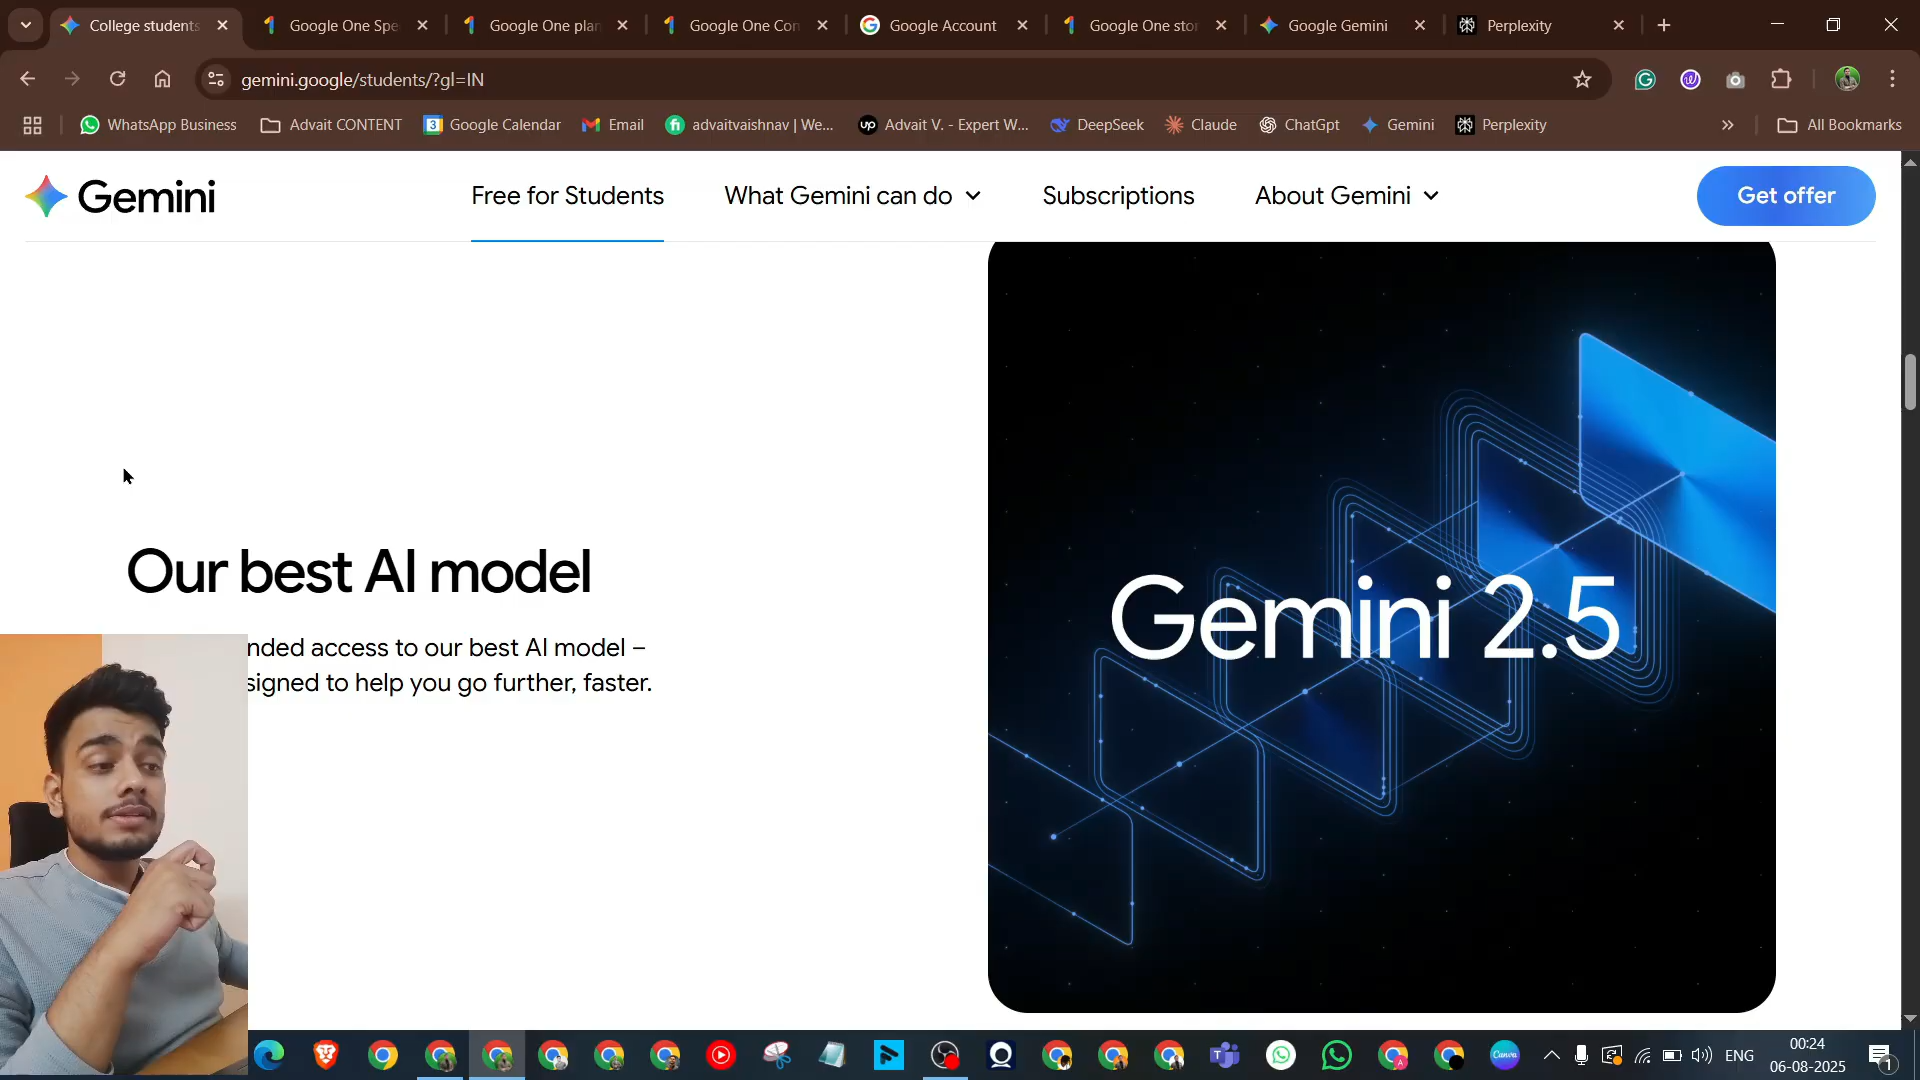 College students
Google One Spe
Google One plan
Google One Con
Google Account
Google One sto
Google Gemini
Perplexity
gemini.google/students/?gl=IN
WhatsApp Business
Advait CONTENT
Google Calendar
Email
advaitvaishnav | We...
Advait V. - Expert W...
DeepSeek
Claude
ChatGpt
Gemini
Perplexity
All Bookmarks
Gemini
Free for Students
What Gemini can do
Subscriptions
About Gemini
Get offer
Our best AI model
nded access to our best AI model –
signed to help you go further, faster.
Gemini 2.5
ENG
00:24
06-08-2025
1